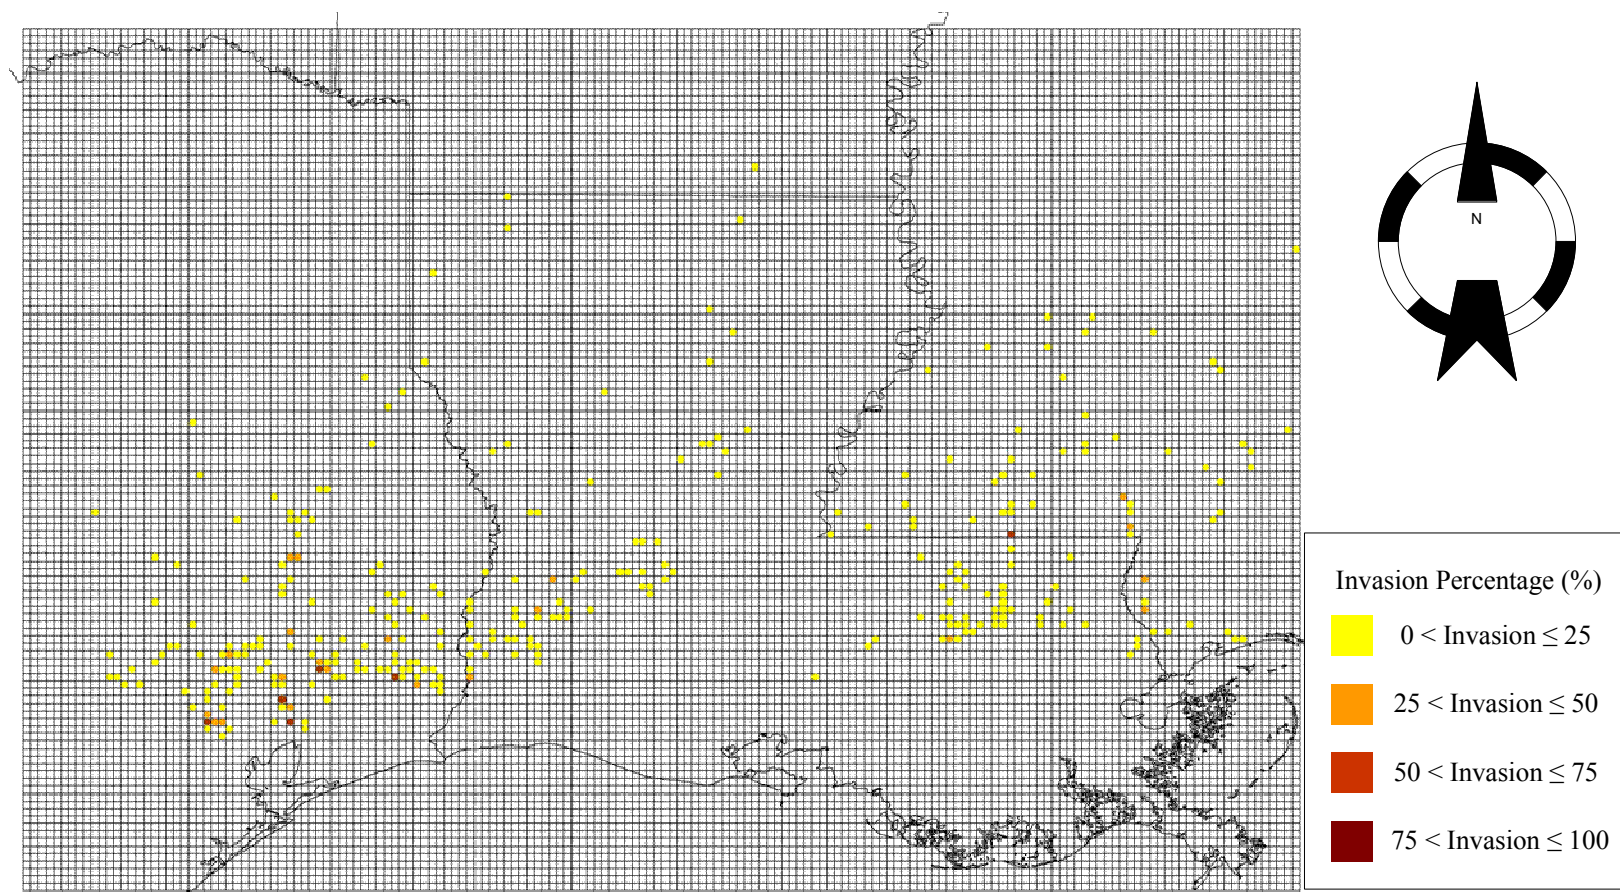 N
Invasion Percentage (%)
0 < Invasion ≤ 25
25 < Invasion ≤ 50
50 < Invasion ≤ 75
75 < Invasion ≤ 100